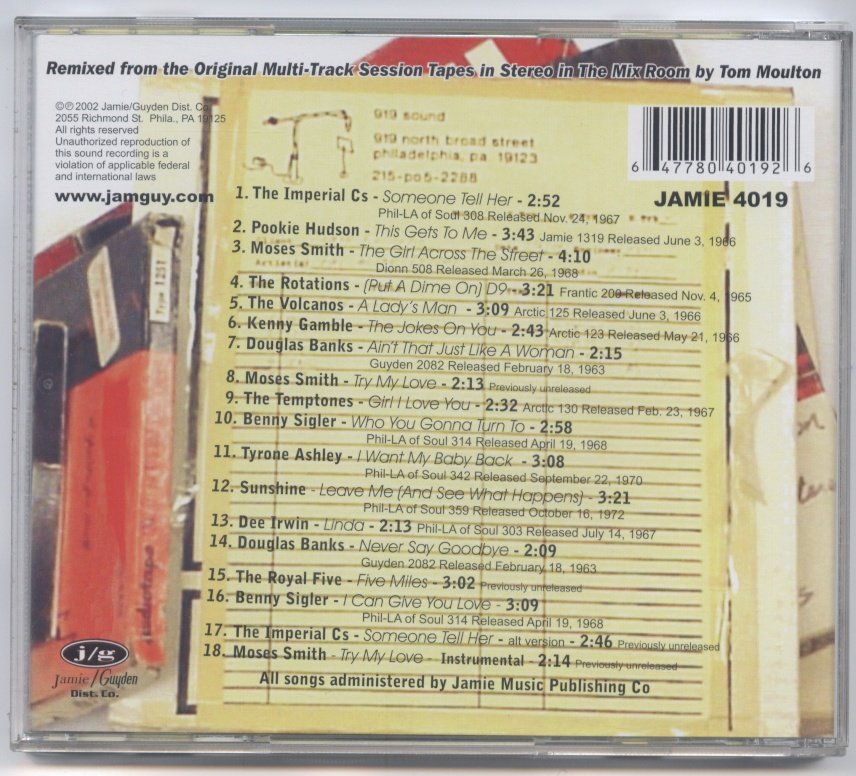 Remixed from the Original Multi-Track Session Tapes in Stereo in The Mix Room by Tom Moulton
©℗ 2002 Jamie/Guyden Dist. Co
2055 Richmond St. Phila., PA 19125
All rights reserved
Unauthorized reproduction of
this sound recording is a
violation of applicable federal
and international laws
www.jamguy.com
919 sound
919 north broad street
philadelphia, pa. 19123
215-po5-2288
6 47780 40192 6
JAMIE 4019
1. The Imperial Cs - Someone Tell Her - 2:52
Phil-LA of Soul 308 Released Nov. 24, 1967
2. Pookie Hudson - This Gets To Me - 3:43 Jamie 1319 Released June 3, 1966
3. Moses Smith - The Girl Across The Street - 4:10
Dionn 508 Released March 26, 1968
4. The Rotations - (Put A Dime On) D9 - 3:21 Frantic 200 Released Nov. 4, 1965
5. The Volcanos - A Lady's Man - 3:09 Arctic 125 Released June 3, 1966
6. Kenny Gamble - The Jokes On You - 2:43 Arctic 123 Released May 21, 1966
7. Douglas Banks - Ain't That Just Like A Woman - 2:15
Guyden 2082 Released February 18, 1963
8. Moses Smith - Try My Love - 2:13 Previously unreleased
9. The Temptones - Girl I Love You - 2:32 Arctic 130 Released Feb. 23, 1967
10. Benny Sigler - Who You Gonna Turn To - 2:58
Phil-LA of Soul 314 Released April 19, 1968
11. Tyrone Ashley - I Want My Baby Back - 3:08
Phil-LA of Soul 342 Released September 22, 1970
12. Sunshine - Leave Me (And See What Happens) - 3:21
Phil-LA of Soul 359 Released October 16, 1972
13. Dee Irwin - Linda - 2:13 Phil-LA of Soul 303 Released July 14, 1967
14. Douglas Banks - Never Say Goodbye - 2:09
Guyden 2082 Released February 18, 1963
15. The Royal Five - Five Miles - 3:02 Previously unreleased
16. Benny Sigler - I Can Give You Love - 3:09
Phil-LA of Soul 314 Released April 19, 1968
17. The Imperial Cs - Someone Tell Her - alt version - 2:46 Previously unreleased
18. Moses Smith - Try My Love - Instrumental - 2:14 Previously unreleased
All songs administered by Jamie Music Publishing Co
Type 1251
audiotape
j/g
Jamie/Guyden
Dist. Co.